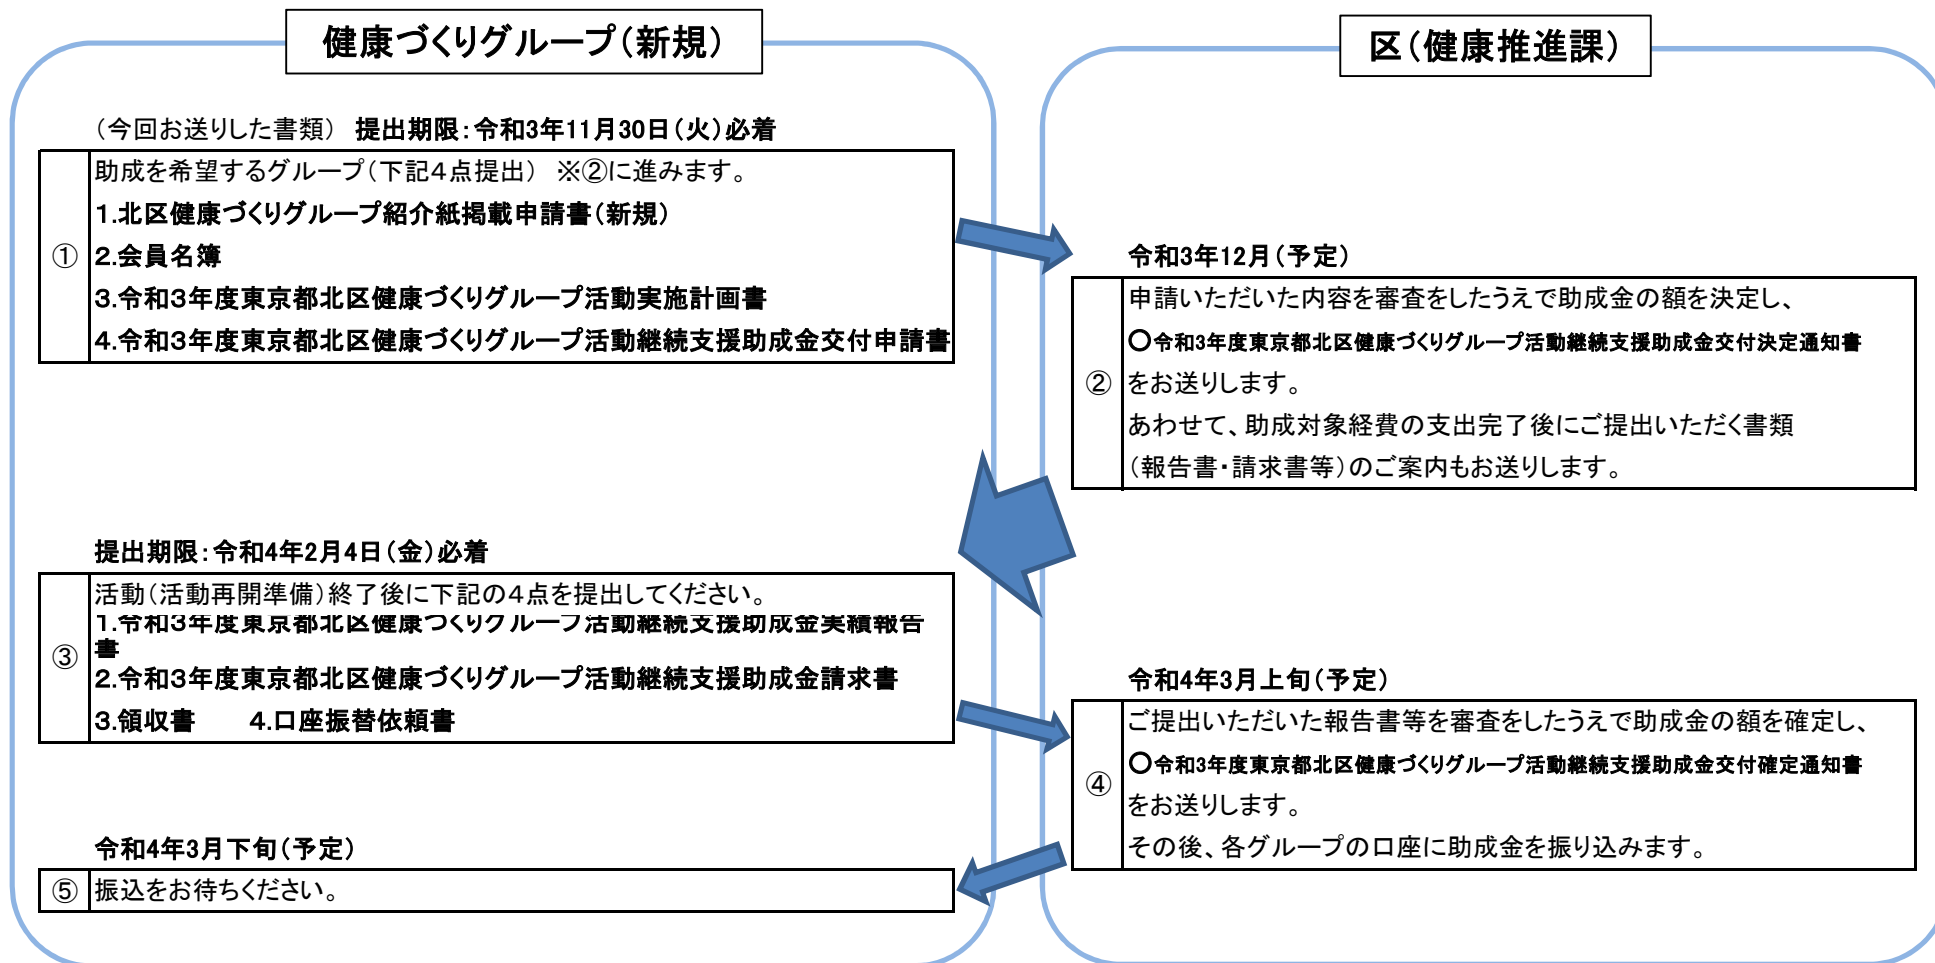 健康づくりグループ（新規）
（今回お送りした書類） 提出期限：令和3年11月30日（火）必着
①
助成を希望するグループ（下記４点提出） ※②に進みます。
1.北区健康づくりグループ紹介紙掲載申請書（新規）
2.会員名簿
3.令和３年度東京都北区健康づくりグループ活動実施計画書
4.令和３年度東京都北区健康づくりグループ活動継続支援助成金交付申請書
区（健康推進課）
令和3年12月（予定）
②
申請いただいた内容を審査をしたうえで助成金の額を決定し、
○令和3年度東京都北区健康づくりグループ活動継続支援助成金交付決定通知書
をお送りします。
あわせて、助成対象経費の支出完了後にご提出いただく書類
（報告書・請求書等）のご案内もお送りします。
提出期限：令和4年2月4日（金）必着
③
活動（活動再開準備）終了後に下記の４点を提出してください。
1.令和３年度東京都北区健康づくりグループ活動継続支援助成金実績報告
書
2.令和３年度東京都北区健康づくりグループ活動継続支援助成金請求書
3.領収書 4.口座振替依頼書
令和4年3月上旬（予定）
④
ご提出いただいた報告書等を審査をしたうえで助成金の額を確定し、
○令和3年度東京都北区健康づくりグループ活動継続支援助成金交付確定通知書
をお送りします。
その後、各グループの口座に助成金を振り込みます。
令和4年3月下旬（予定）
⑤
振込をお待ちください。